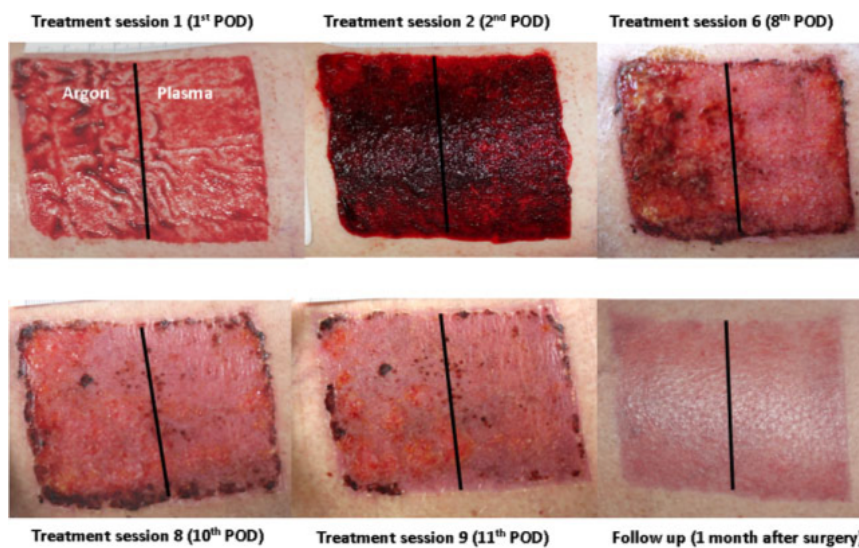 Treatment session 1 (1st POD)
Treatment session 2 (2nd POD)
Treatment session 6 (8th POD)
Argon
Plasma
Treatment session 8 (10th POD)
Treatment session 9 (11th POD)
Follow up (1 month after surgery)